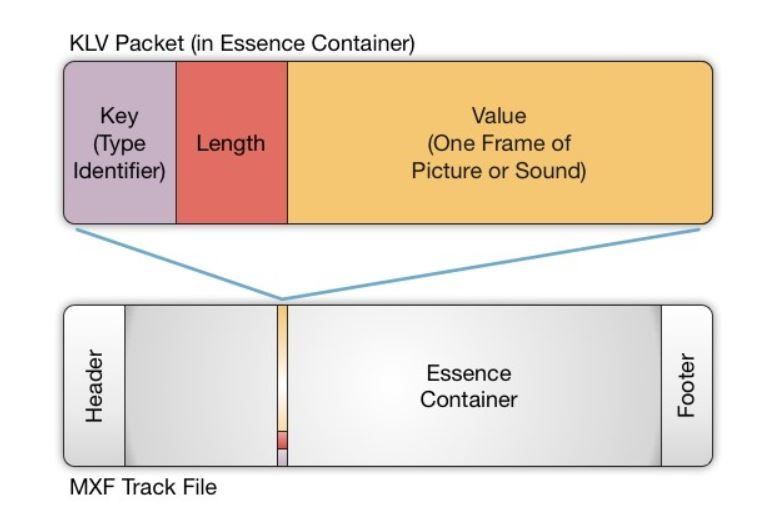 KLV Packet (in Essence Container)
Key
(Type
Identifier)
Length
Value
(One Frame of
Picture or Sound)
Header
Essence
Container
Footer
MXF Track File